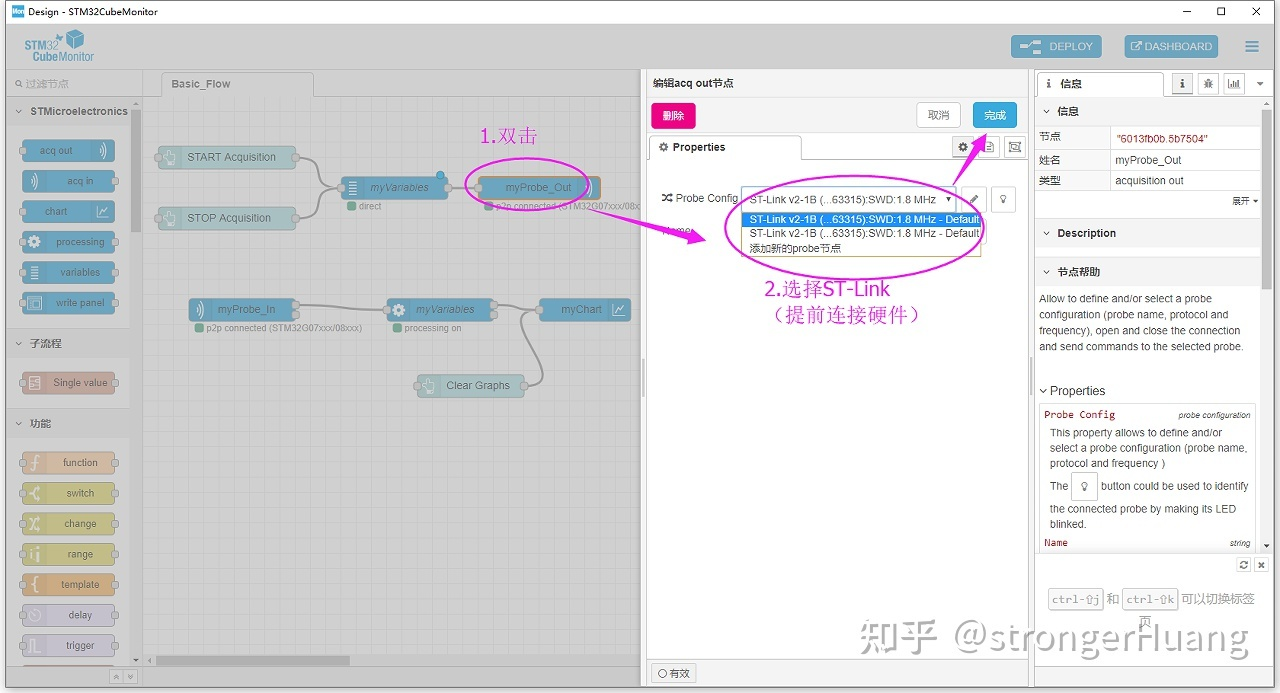 Design - STM32CubeMonitor
STM32
CubeMonitor
DEPLOY
DASHBOARD
过滤节点
STMicroelectronics
acq out
acq in
chart
processing
variables
write panel
子流程
Single value
功能
function
switch
change
range
template
delay
trigger
Basic_Flow
START Acquisition
STOP Acquisition
myVariables
direct
1.双击
myProbe_Out
p2p connected (STM32G07xxx/08x
myProbe_In
p2p connected (STM32G07xxx/08xxx)
myVariables
processing on
myChart
Clear Graphs
编辑acq out节点
删除
取消
完成
Properties
Probe Config
ST-Link v2-1B (...63315):SWD:1.8 MHz
ST-Link v2-1B (...63315):SWD:1.8 MHz - Default
ST-Link v2-1B (...63315):SWD:1.8 MHz - Default
添加新的probe节点
Name
2.选择ST-Link
（提前连接硬件）
有效
信息
信息
节点 "6013fb0b.5b7504"
姓名 myProbe_Out
类型 acquisition out
展开
Description
节点帮助
Allow to define and/or select a probe
configuration (probe name, protocol and
frequency), open and close the connection
and send commands to the selected probe.
Properties
Probe Config probe configuration
This property allows to define and/or
select a probe configuration (probe name,
protocol and frequency )
The button could be used to identify
the connected probe by making its LED
blinked.
Name string
ctrl-⇧j 和 ctrl-⇧k 可以切换标签
页
知乎 @strongerHuang